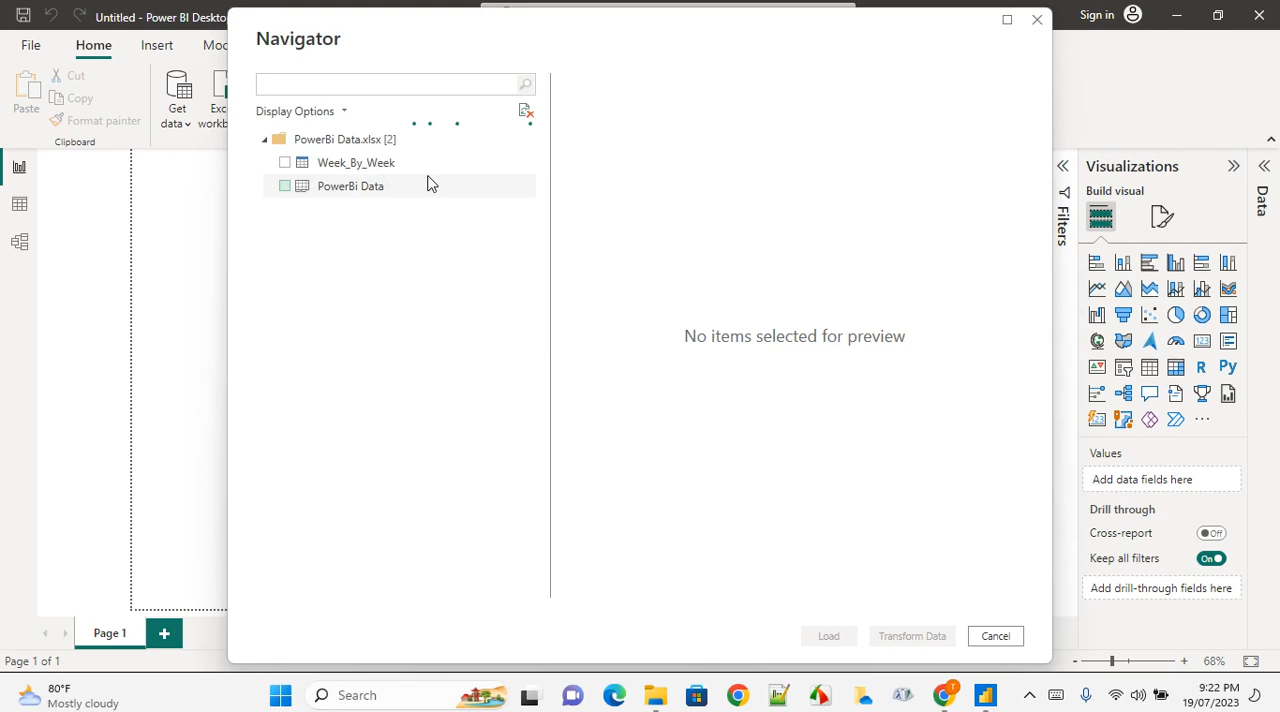 Untitled - Power BI Deskto
Sign in
File
Home
Insert
Mod
Paste
Cut
Copy
Format painter
Clipboard
Get
data
Exc
workb
Navigator
Display Options
PowerBi Data.xlsx [2]
Week_By_Week
PowerBi Data
No items selected for preview
Load
Transform Data
Cancel
Filters
Visualizations
Build visual
123
R
Py
123
Values
Add data fields here
Drill through
Cross-report
Off
Keep all filters
On
Add drill-through fields here
Data
Page 1
Page 1 of 1
- + 68%
80°F
Mostly cloudy
Search
T
9:22 PM
19/07/2023